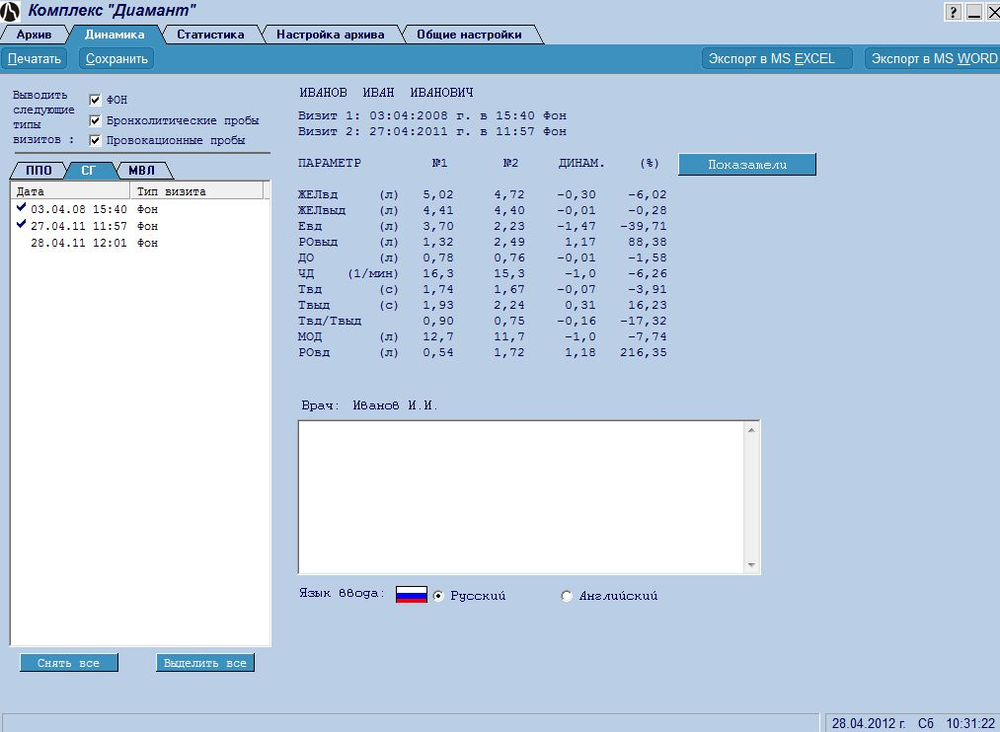 Комплекс "Диамант"
Архив Динамика Статистика Настройка архива Общие настройки
Печатать Сохранить Экспорт в MS EXCEL Экспорт в MS WORD
Выводить
следующие
типы
визитов :
ФОН
Бронхолитические пробы
Провокационные пробы
ППО СГ МВЛ
Дата Тип визита
03.04.08 15:40 Фон
27.04.11 11:57 Фон
28.04.11 12:01 Фон
Снять все Выделить все
ИВАНОВ ИВАН ИВАНОВИЧ
Визит 1: 03:04:2008 г. в 15:40 Фон
Визит 2: 27:04:2011 г. в 11:57 Фон
ПАРАМЕТР №1 №2 ДИНАМ. (%)
Показатели
ЖЕЛвд (л) 5,02 4,72 -0,30 -6,02
ЖЕЛвыд (л) 4,41 4,40 -0,01 -0,28
Евд (л) 3,70 2,23 -1,47 -39,71
РОвыд (л) 1,32 2,49 1,17 88,38
ДО (л) 0,78 0,76 -0,01 -1,58
ЧД (1/мин) 16,3 15,3 -1,0 -6,26
Твд (с) 1,74 1,67 -0,07 -3,91
Твыд (с) 1,93 2,24 0,31 16,23
Твд/Твыд 0,90 0,75 -0,16 -17,32
МОД (л) 12,7 11,7 -1,0 -7,74
РОвд (л) 0,54 1,72 1,18 216,35
Врач: Иванов И.И.
Язык ввода: Русский Английский
28.04.2012 г. Сб 10:31:22